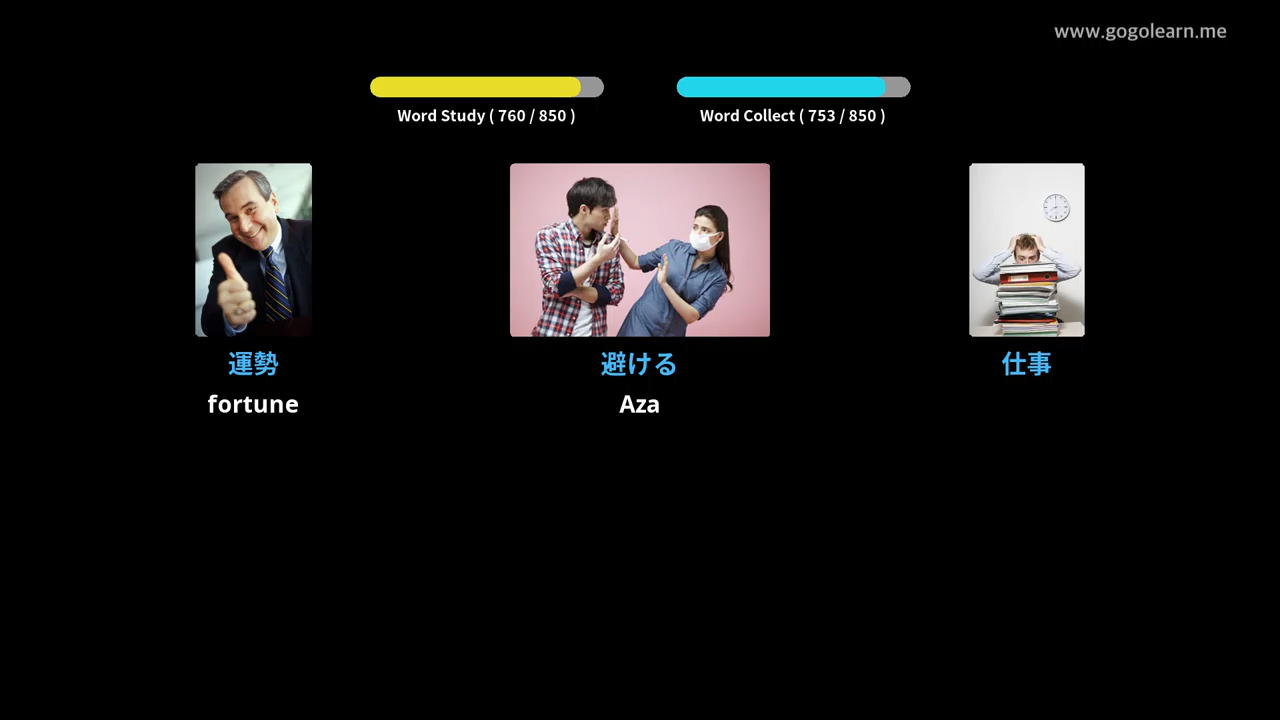 www.gogolearn.me
Word Study ( 760 / 850 )
Word Collect ( 753 / 850 )
運勢
避ける
仕事
fortune
Aza